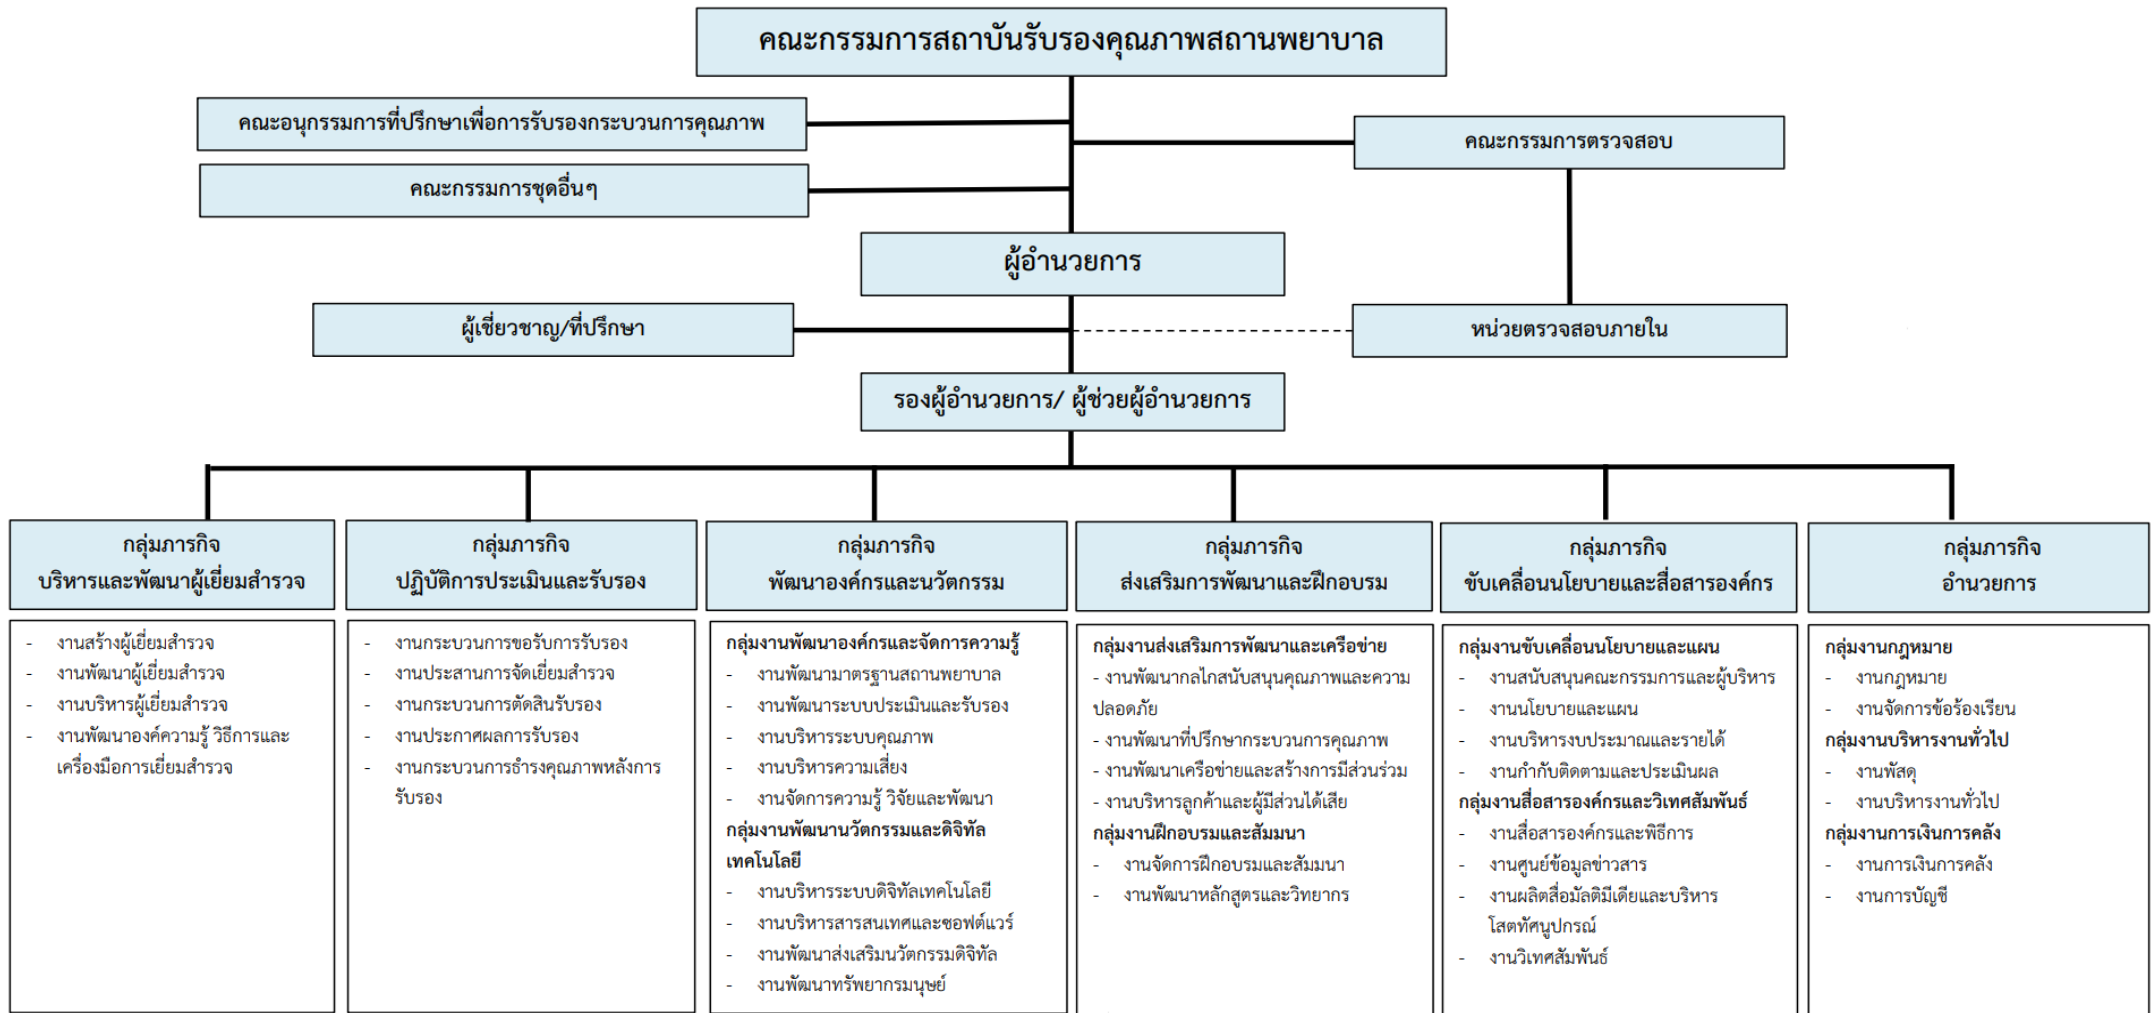 คณะกรรมการสถาบันรับรองคุณภาพสถานพยาบาล
คณะอนุกรรมการที่ปรึกษาเพื่อการรับรองกระบวนการคุณภาพ
คณะกรรมการตรวจสอบ
คณะกรรมการชุดอื่นๆ
ผู้อำนวยการ
ผู้เชี่ยวชาญ/ที่ปรึกษา
หน่วยตรวจสอบภายใน
รองผู้อำนวยการ/ ผู้ช่วยผู้อำนวยการ
กลุ่มภารกิจ
บริหารและพัฒนาผู้เยี่ยมสำรวจ
- งานสร้างผู้เยี่ยมสำรวจ
- งานพัฒนาผู้เยี่ยมสำรวจ
- งานบริหารผู้เยี่ยมสำรวจ
- งานพัฒนาองค์ความรู้ วิธีการและ
เครื่องมือการเยี่ยมสำรวจ
กลุ่มภารกิจ
ปฏิบัติการประเมินและรับรอง
- งานกระบวนการขอรับการรับรอง
- งานประสานการจัดเยี่ยมสำรวจ
- งานกระบวนการตัดสินรับรอง
- งานประกาศผลการรับรอง
- งานกระบวนการธำรงคุณภาพหลังการ
รับรอง
กลุ่มภารกิจ
พัฒนาองค์กรและนวัตกรรม
กลุ่มงานพัฒนาองค์กรและจัดการความรู้
- งานพัฒนามาตรฐานสถานพยาบาล
- งานพัฒนาระบบประเมินและรับรอง
- งานบริหารระบบคุณภาพ
- งานบริหารความเสี่ยง
- งานจัดการความรู้ วิจัยและพัฒนา
กลุ่มงานพัฒนานวัตกรรมและดิจิทัล
เทคโนโลยี
- งานบริหารระบบดิจิทัลเทคโนโลยี
- งานบริหารสารสนเทศและซอฟต์แวร์
- งานพัฒนาส่งเสริมนวัตกรรมดิจิทัล
- งานพัฒนาทรัพยากรมนุษย์
กลุ่มภารกิจ
ส่งเสริมการพัฒนาและฝึกอบรม
กลุ่มงานส่งเสริมการพัฒนาและเครือข่าย
- งานพัฒนากลไกสนับสนุนคุณภาพและความ
ปลอดภัย
- งานพัฒนาที่ปรึกษากระบวนการคุณภาพ
- งานพัฒนาเครือข่ายและสร้างการมีส่วนร่วม
- งานบริหารลูกค้าและผู้มีส่วนได้เสีย
กลุ่มงานฝึกอบรมและสัมมนา
- งานจัดการฝึกอบรมและสัมมนา
- งานพัฒนาหลักสูตรและวิทยากร
กลุ่มภารกิจ
ขับเคลื่อนนโยบายและสื่อสารองค์กร
กลุ่มงานขับเคลื่อนนโยบายและแผน
- งานสนับสนุนคณะกรรมการและผู้บริหาร
- งานนโยบายและแผน
- งานบริหารงบประมาณและรายได้
- งานกำกับติดตามและประเมินผล
กลุ่มงานสื่อสารองค์กรและวิเทศสัมพันธ์
- งานสื่อสารองค์กรและพิธีการ
- งานศูนย์ข้อมูลข่าวสาร
- งานผลิตสื่อมัลติมีเดียและบริหาร
โสตทัศนูปกรณ์
- งานวิเทศสัมพันธ์
กลุ่มภารกิจ
อำนวยการ
กลุ่มงานกฎหมาย
- งานกฎหมาย
- งานจัดการข้อร้องเรียน
กลุ่มงานบริหารงานทั่วไป
- งานพัสดุ
- งานบริหารงานทั่วไป
กลุ่มงานการเงินการคลัง
- งานการเงินการคลัง
- งานการบัญชี